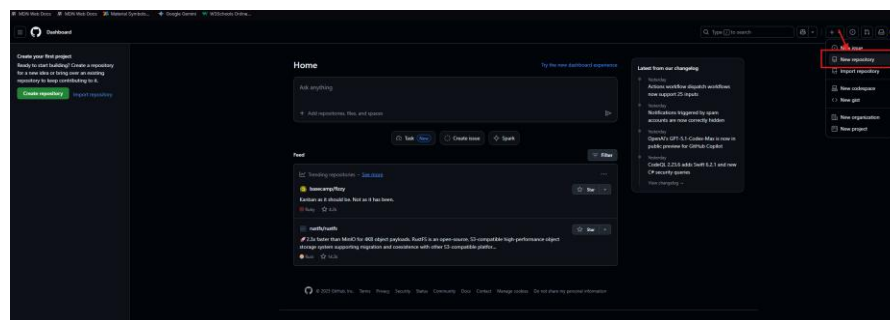 MDN Web Docs MDN Web Docs Material Symbols... Google Gemini W3Schools Online...
Dashboard
Type / to search
Create your first project
Ready to start building? Create a repository
for a new idea or bring over an existing
repository to keep contributing to it.
Create repository Import repository
Home
Try the new dashboard experience
Ask anything
Add repositories, files, and spaces
Task New Create issue Spark
Feed
Filter
Trending repositories · See more
basecamp/fizzy
Star
Kanban as it should be. Not as it has been.
Ruby
rustfs/rustfs
Star
2.3x faster than MinIO for 4KB object payloads. RustFS is an open-source, S3-compatible high-performance object
storage system supporting migration and coexistence with other S3-compatible platfor...
Rust
Latest from our changelog
Yesterday
Actions workflow dispatch workflows
now support 25 inputs
Yesterday
Notifications triggered by spam
accounts are now correctly hidden
Yesterday
OpenAI's GPT-5.1-Codex-Max is now in
public preview for GitHub Copilot
Yesterday
CodeQL 2.23.6 adds Swift 6.2.1 and new
C# security queries
View changelog →
New issue
New repository
Import repository
New codespace
New gist
New organization
New project
© 2025 GitHub, Inc. Terms Privacy Security Status Community Docs Contact Manage cookies Do not share my personal information